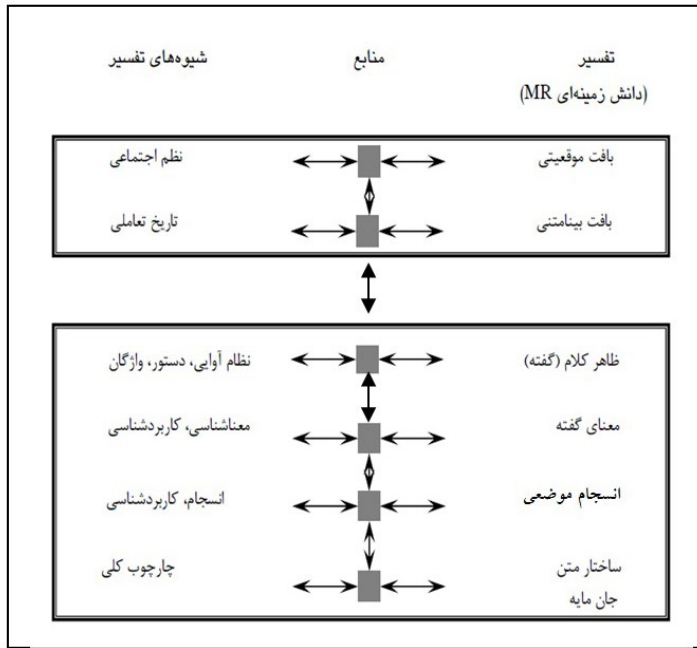 تفسیر منابع شیوه‌های تفسیر
(دانش زمینه‌ای MR)
بافت موقعیتی نظم اجتماعی
بافت بینامتنی تاریخ تعاملی
ظاهر کلام (گفته) نظام آوایی، دستور، واژگان
معنای گفته معناشناسی، کاربردشناسی
انسجام موضعی انسجام، کاربردشناسی
ساختار متن چارچوب کلی
جان مایه